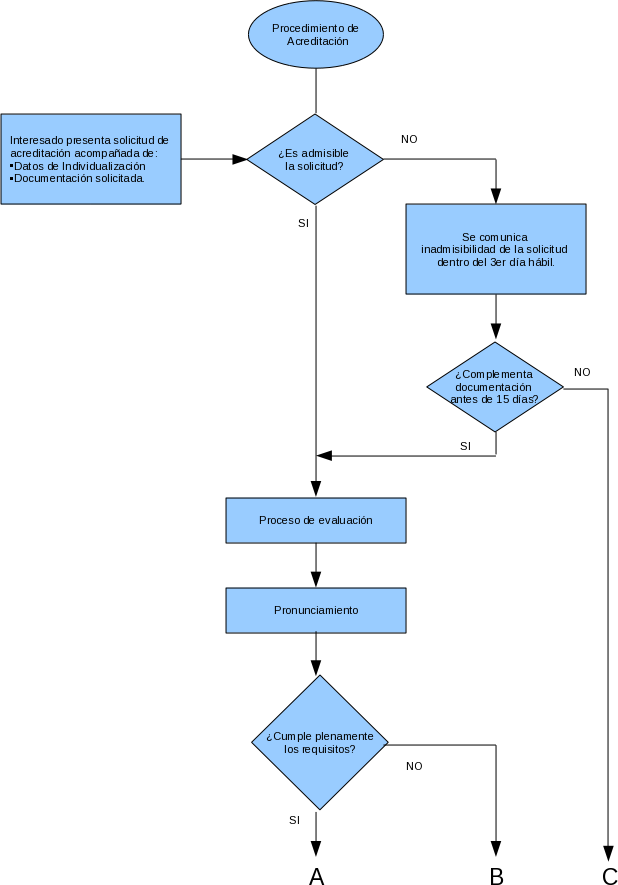 Procedimiento de
Acreditación
Interesado presenta solicitud de
acreditación acompañada de:
▪Datos de Individualización
▪Documentación solicitada.
¿Es admisible
la solicitud?
NO
SI
Se comunica
inadmisibilidad de la solicitud
dentro del 3er día hábil.
¿Complementa
documentación
antes de 15 días?
NO
SI
Proceso de evaluación
Pronunciamiento
¿Cumple plenamente
los requisitos?
NO
SI
A
B
C